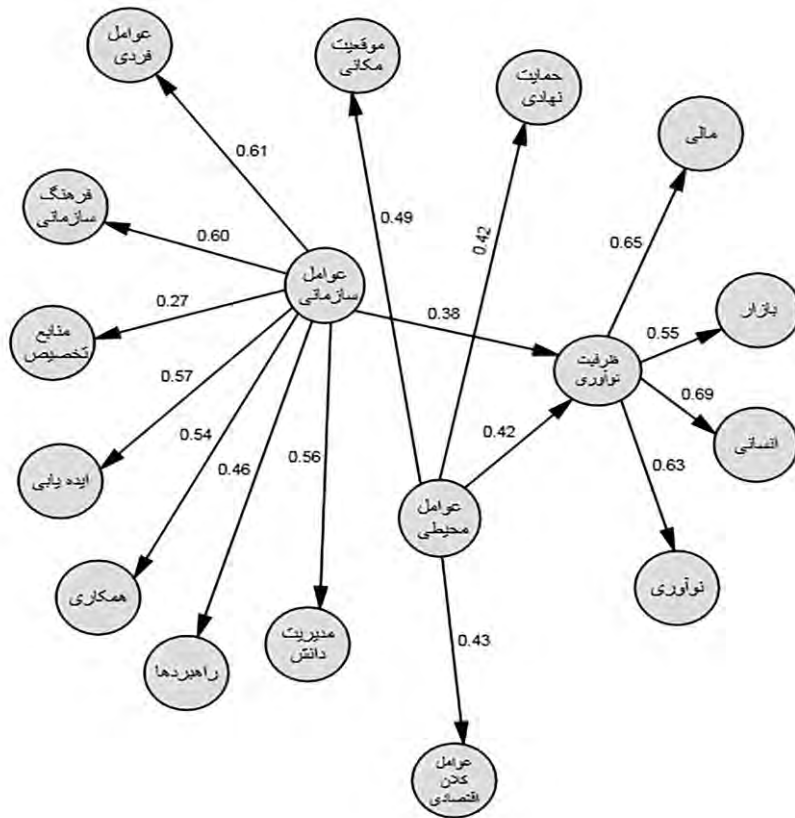 عوامل
فردی
موقعیت
مکانی
حمایت
نهادی
مالی
0.61
فرهنگ
سازمانی
0.60
0.49
0.42
0.65
عوامل
سازمانی
0.27
منابع
تخصیص
0.38
بازار
0.55
ظرفیت
نوآوری
0.57
0.69
0.54
0.42
انسانی
0.46
0.56
0.63
ایده یابی
عوامل
محیطی
همکاری
نوآوری
مدیریت
دانش
راهبردها
0.43
عوامل
کلان
اقتصادی